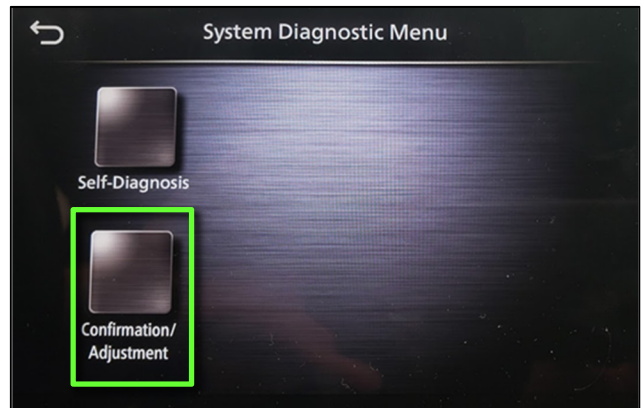 System Diagnostic Menu
Self-Diagnosis
Confirmation/
Adjustment